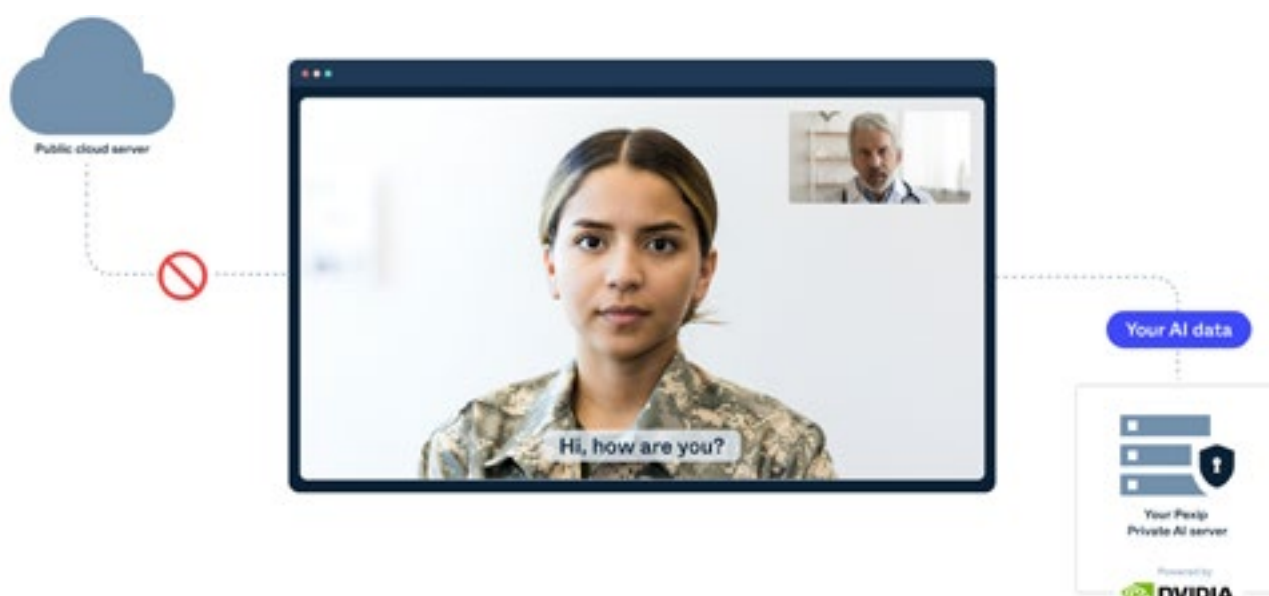 Public cloud server
Hi, how are you?
Your AI data
Your Pexip
Private AI server
Powered by
NVIDIA